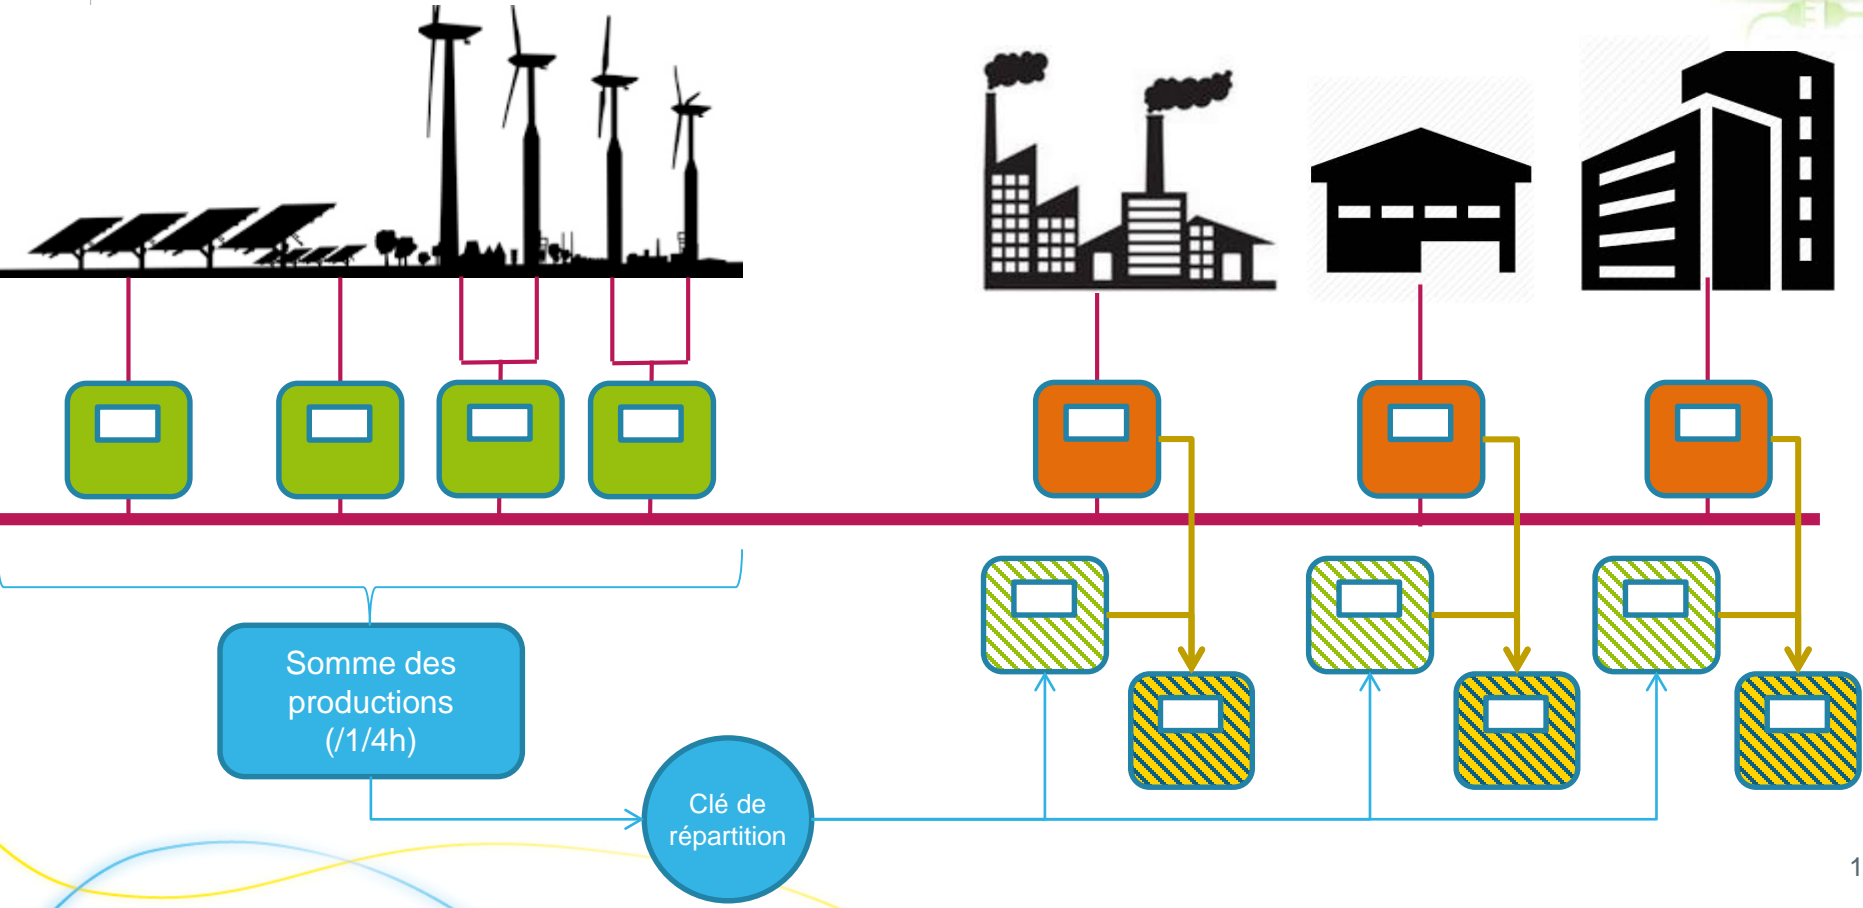 Somme des
productions
(/1/4h)
Clé de
répartition
1